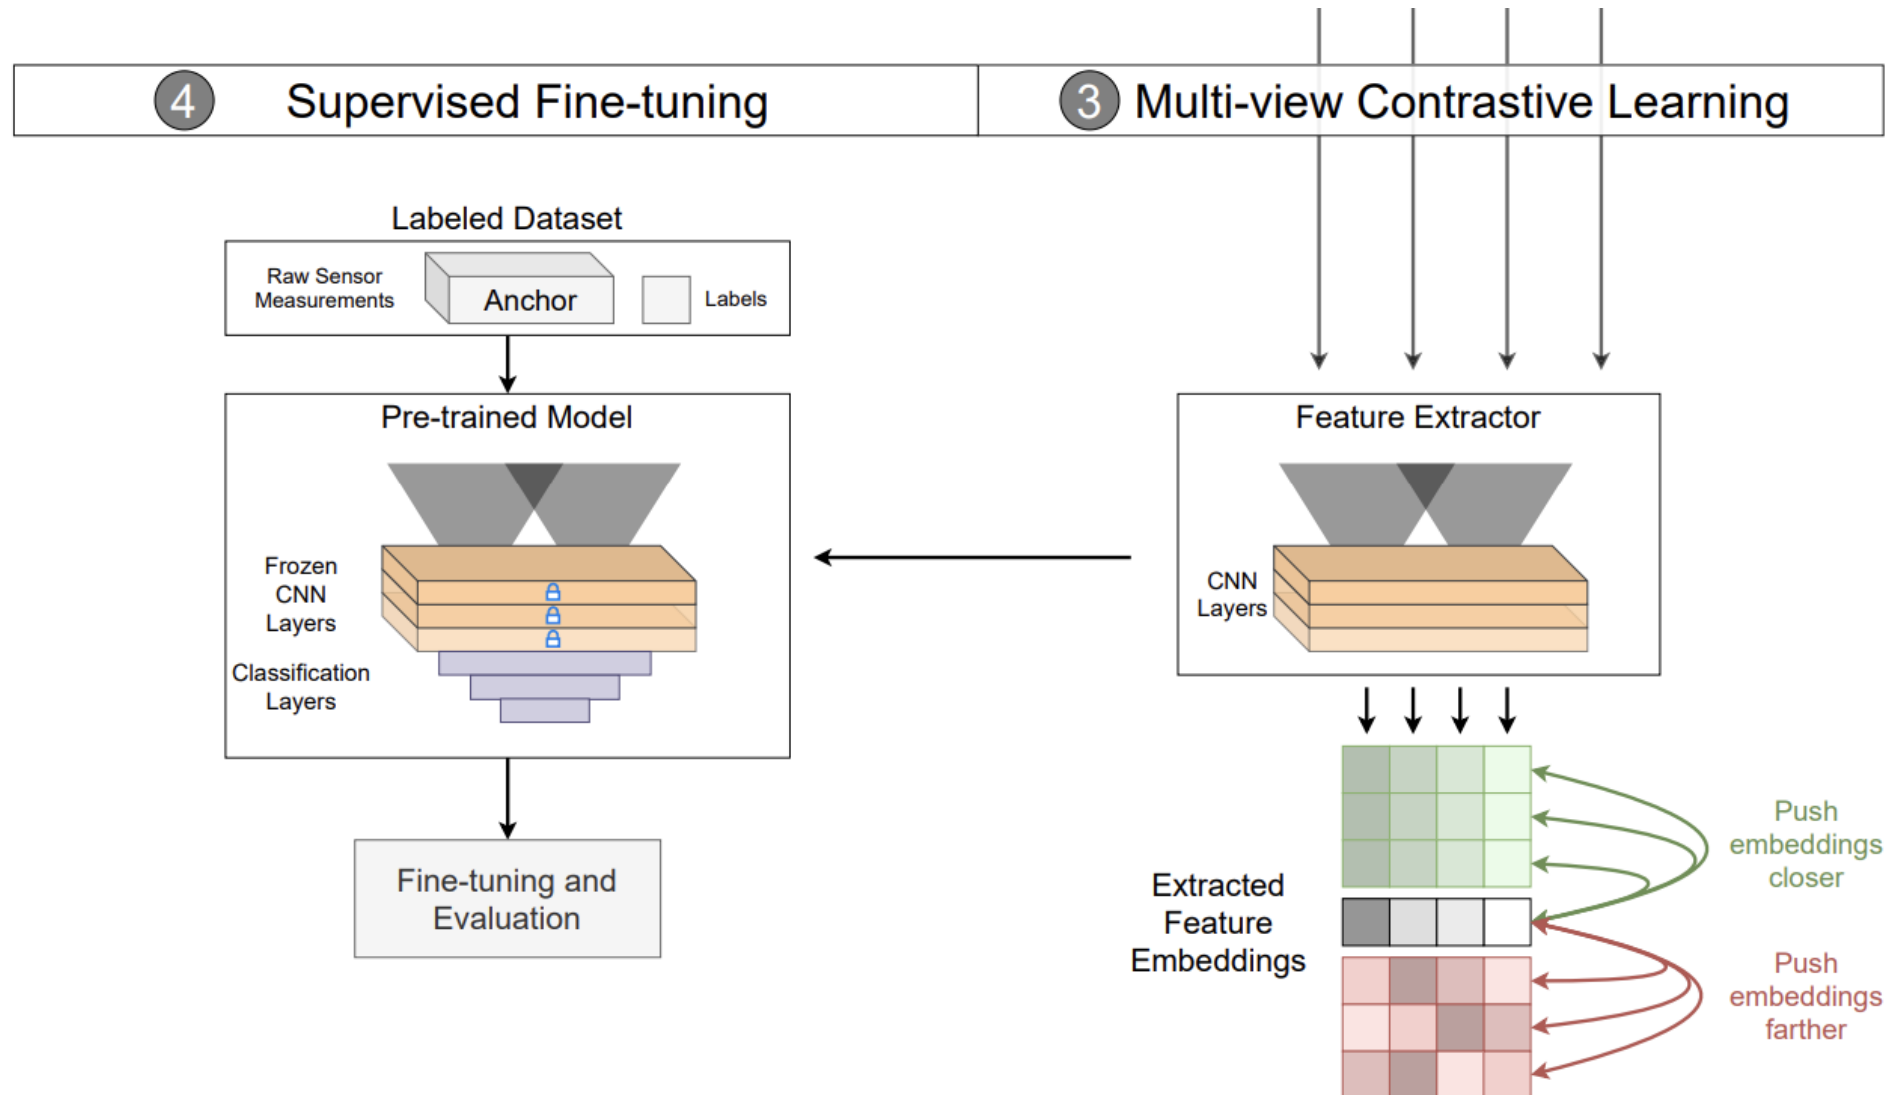 4 Supervised Fine-tuning
3 Multi-view Contrastive Learning
Labeled Dataset
Raw Sensor
Measurements
Anchor
Labels
Pre-trained Model
Frozen
CNN
Layers
Classification
Layers
Fine-tuning and
Evaluation
Feature Extractor
CNN
Layers
Extracted
Feature
Embeddings
Push
embeddings
closer
Push
embeddings
farther